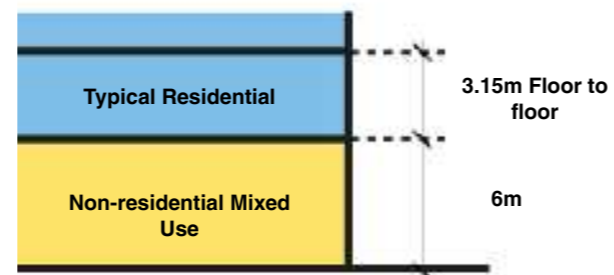 Typical Residential
3.15m Floor to
floor
Non-residential Mixed
Use
6m